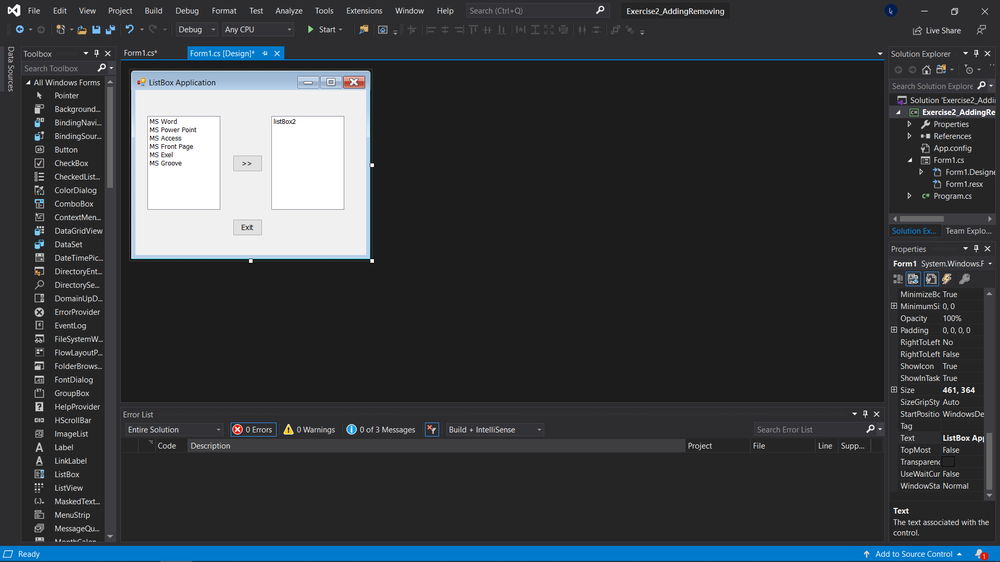 File Edit View Project Build Debug Format Test Analyze Tools Extensions Window Help Search (Ctrl+Q) Exercise2_AddingRemoving
Debug Any CPU Start Live Share
Data Sources
Toolbox
Search Toolbox
All Windows Forms
Pointer
Background...
BindingNavi...
BindingSour...
Button
CheckBox
CheckedList...
ColorDialog
ComboBox
ContextMen...
DataGridView
DataSet
DateTimePic...
DirectoryEnt...
DirectorySe...
DomainUpD...
ErrorProvider
EventLog
FileSystemW...
FlowLayoutP...
FolderBrows...
FontDialog
GroupBox
HelpProvider
HScrollBar
ImageList
Label
LinkLabel
ListBox
ListView
MaskedText...
MenuStrip
MessageQu...
Form1.cs* Form1.cs [Design]*
ListBox Application
MS Word
MS Power Point
MS Access
MS Front Page
MS Exel
MS Groove
>>
Exit
listBox2
Error List
Entire Solution 0 Errors 0 Warnings 0 of 3 Messages Build + IntelliSense Search Error List
Code Description Project File Line Supp...
Solution Explorer
Search Solution Explore
Solution 'Exercise2_Addi
Exercise2_AddingRe
Properties
References
App.config
Form1.cs
Form1.Designe
Form1.resx
C# Program.cs
Solution Ex... Team Explo...
Properties
Form1 System.Windows.F
MinimizeBo True
MinimumSi 0, 0
Opacity 100%
Padding 0, 0, 0, 0
RightToLeft No
RightToLeft False
ShowIcon True
ShowInTask True
Size 461, 364
SizeGripSty Auto
StartPositio WindowsDe
Tag
Text ListBox App
TopMost False
Transparenc
UseWaitCur False
WindowSta Normal
Text
The text associated with the
control.
Ready Add to Source Control 1